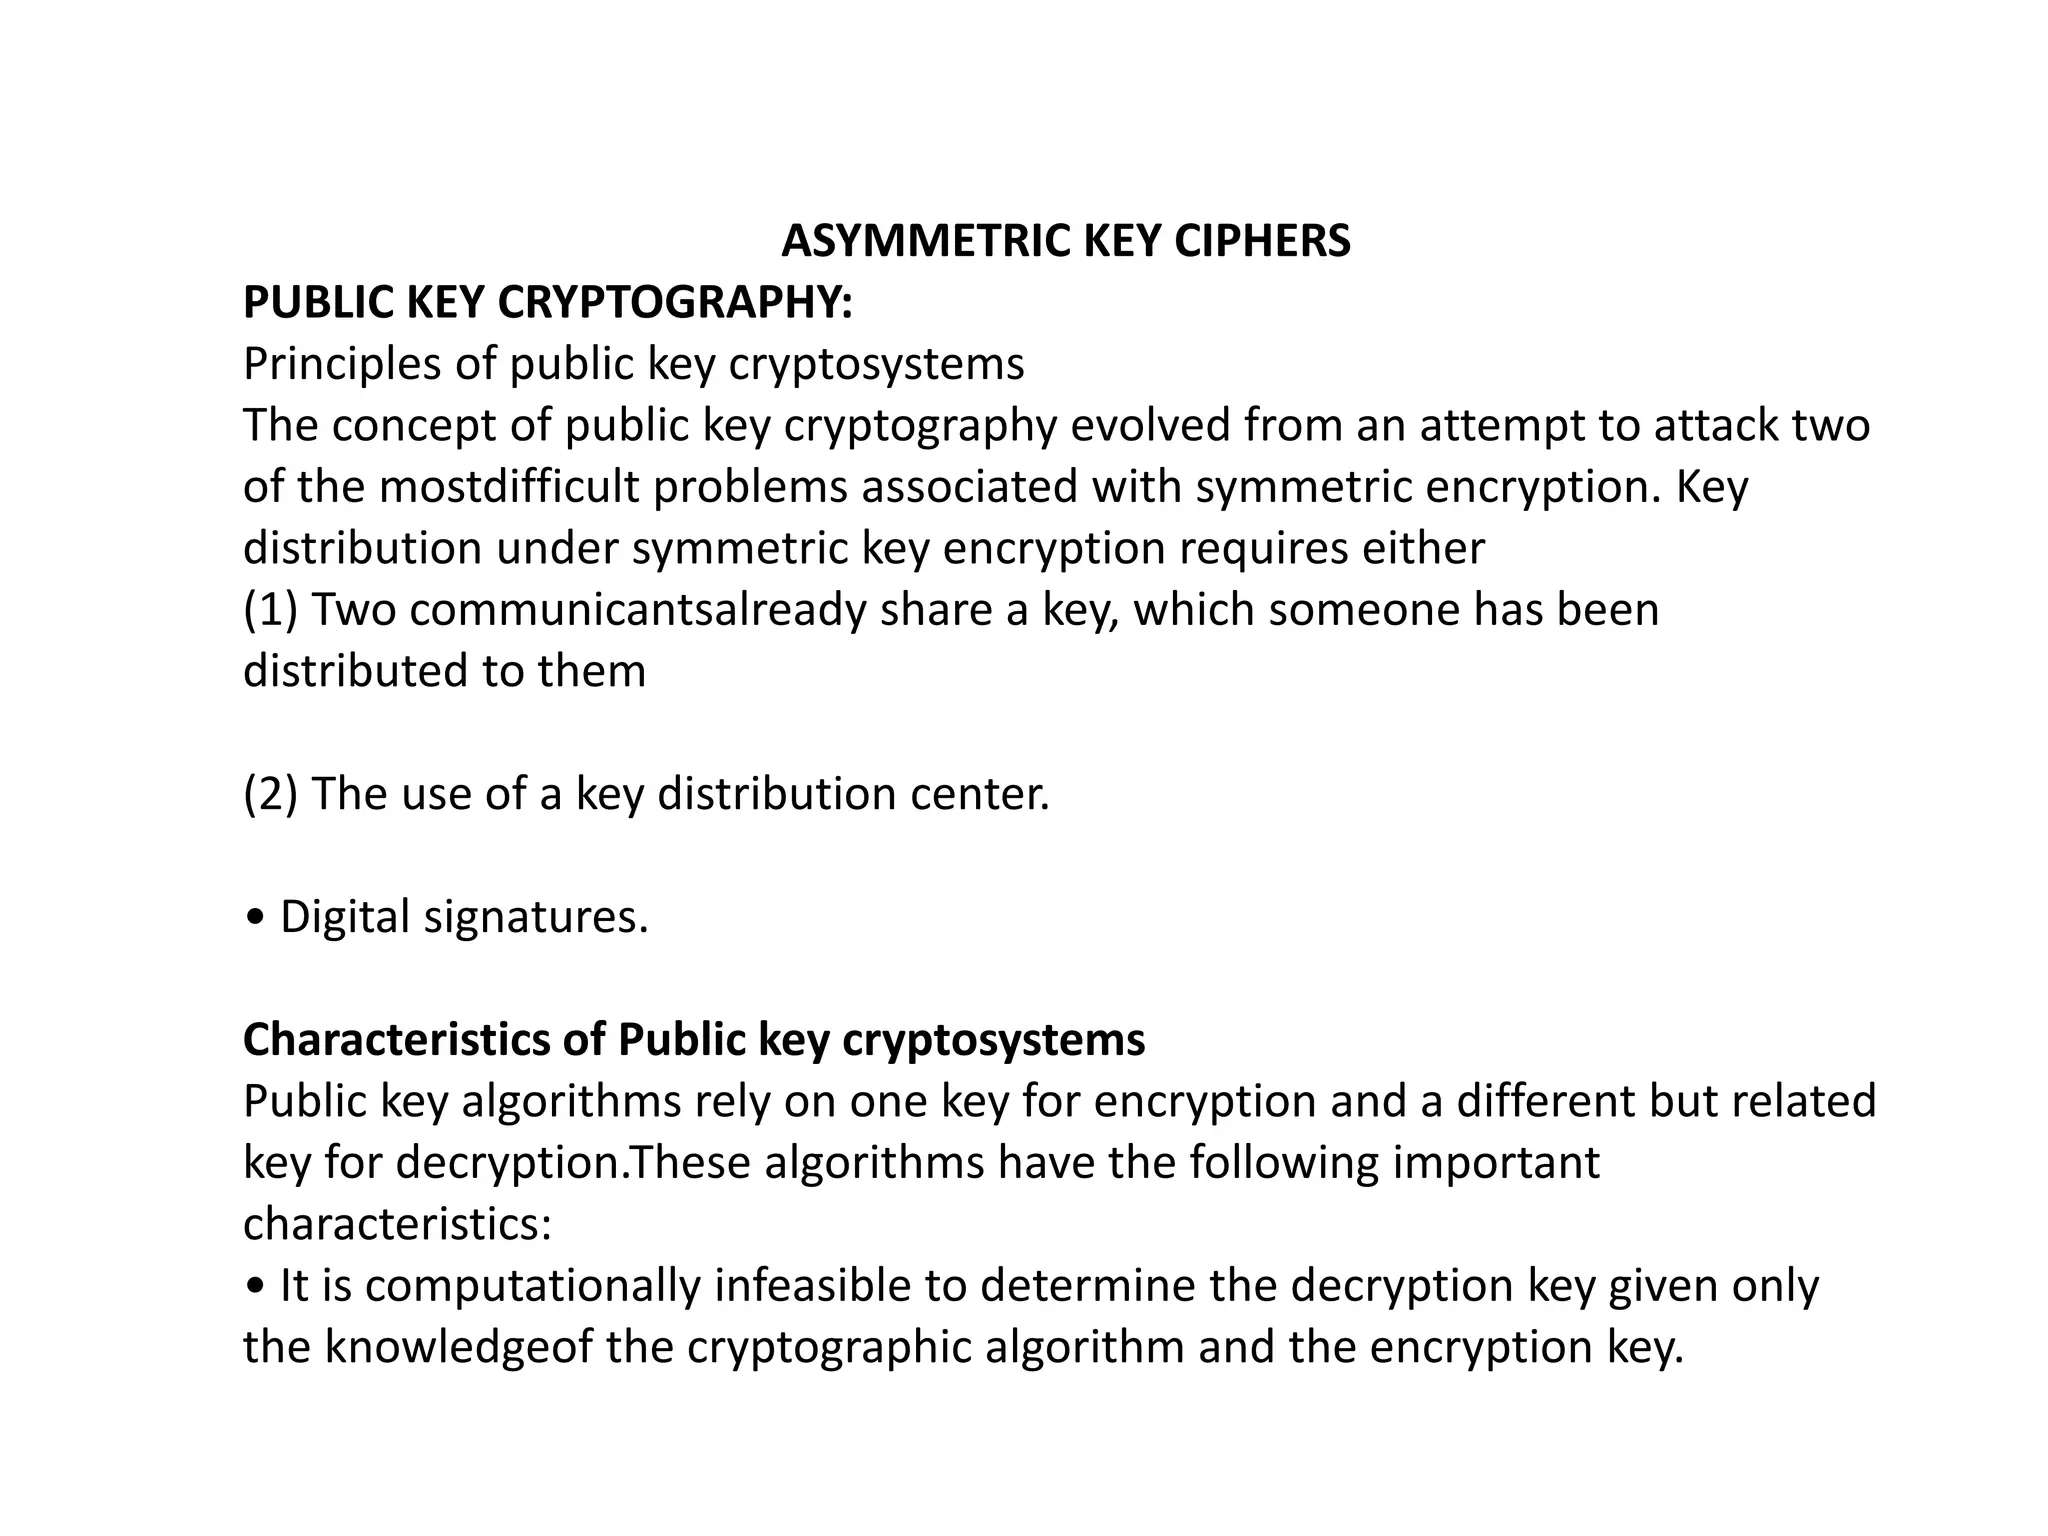 ASYMMETRIC KEY CIPHERS
PUBLIC KEY CRYPTOGRAPHY:
Principles of public key cryptosystems
The concept of public key cryptography evolved from an attempt to attack two
of the mostdifficult problems associated with symmetric encryption. Key
distribution under symmetric key encryption requires either
(1) Two communicantsalready share a key, which someone has been
distributed to them
(2) The use of a key distribution center.
• Digital signatures.
Characteristics of Public key cryptosystems
Public key algorithms rely on one key for encryption and a different but related
key for decryption.These algorithms have the following important
characteristics:
• It is computationally infeasible to determine the decryption key given only
the knowledgeof the cryptographic algorithm and the encryption key.